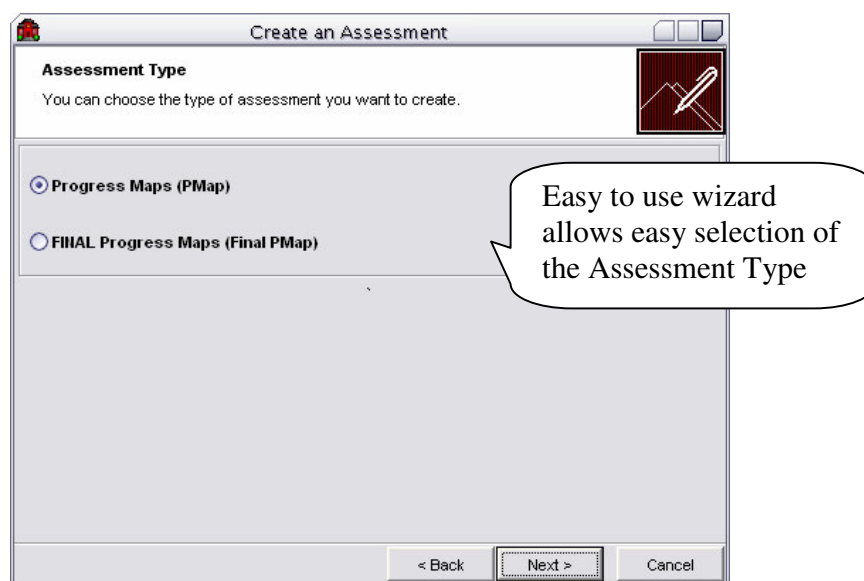 Create an Assessment
Assessment Type
You can choose the type of assessment you want to create.
Progress Maps (PMap)
FINAL Progress Maps (Final PMap)
Easy to use wizard
allows easy selection of
the Assessment Type
< Back
Next >
Cancel